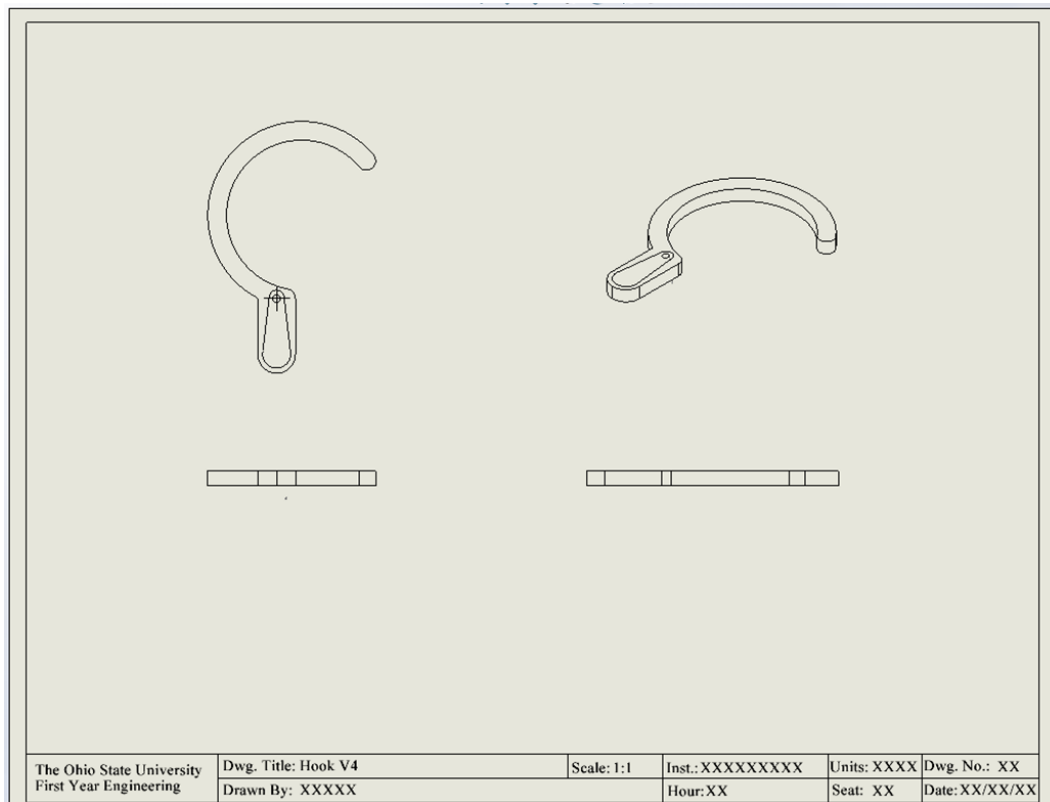 The Ohio State University
First Year Engineering
Dwg. Title: Hook V4
Scale: 1:1
Inst.: XXXXXXXXX
Units: XXXX
Dwg. No.: XX
Drawn By: XXXXX
Hour: XX
Seat: XX
Date: XX/XX/XX